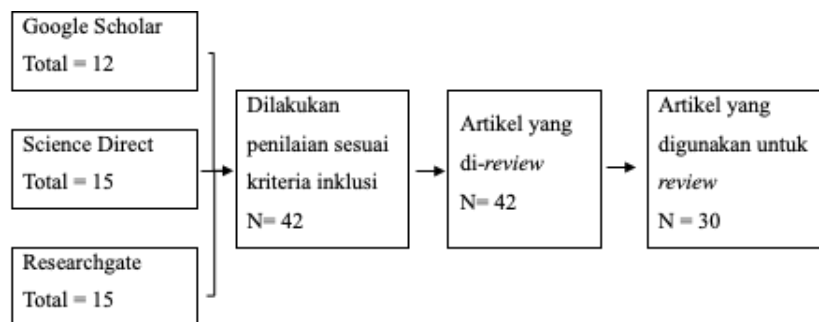 Google Scholar
Total = 12
Science Direct
Total = 15
Researchgate
Total = 15
Dilakukan
penilaian sesuai
kriteria inklusi
N= 42
Artikel yang
di-review
N= 42
Artikel yang
digunakan untuk
review
N = 30